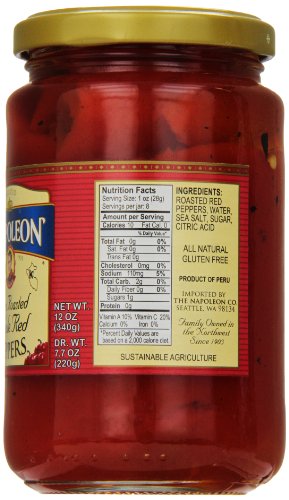 POLEON
Roasted
Red
PEPPERS
NET WT.
12 OZ
(340g)
DR. WT.
7.7 OZ
(220g)
Nutrition Facts
Serving Size: 1 oz (28g)
Servings per jar: 8
Amount per Serving
Calories 10 Fat Cal. 0
% Daily Value*
Total Fat 0g 0%
Sat. Fat 0g 0%
Trans Fat 0g
Cholesterol 0mg 0%
Sodium 110mg 5%
Total Carb. 2g 0%
Daily Fiber 0g 0%
Sugars 1g
Protein 0g
Vitamin A 10% Vitamin C 20%
Calcium 0% Iron 0%
*Percent Daily Values are
based on a 2,000 calorie diet.
INGREDIENTS:
ROASTED RED
PEPPERS, WATER,
SEA SALT, SUGAR,
CITRIC ACID
ALL NATURAL
GLUTEN FREE
PRODUCT OF PERU
IMPORTED BY
THE NAPOLEON CO.
SEATTLE, WA 98134
Family Owned in
the Northwest
Since 1903
SUSTAINABLE AGRICULTURE